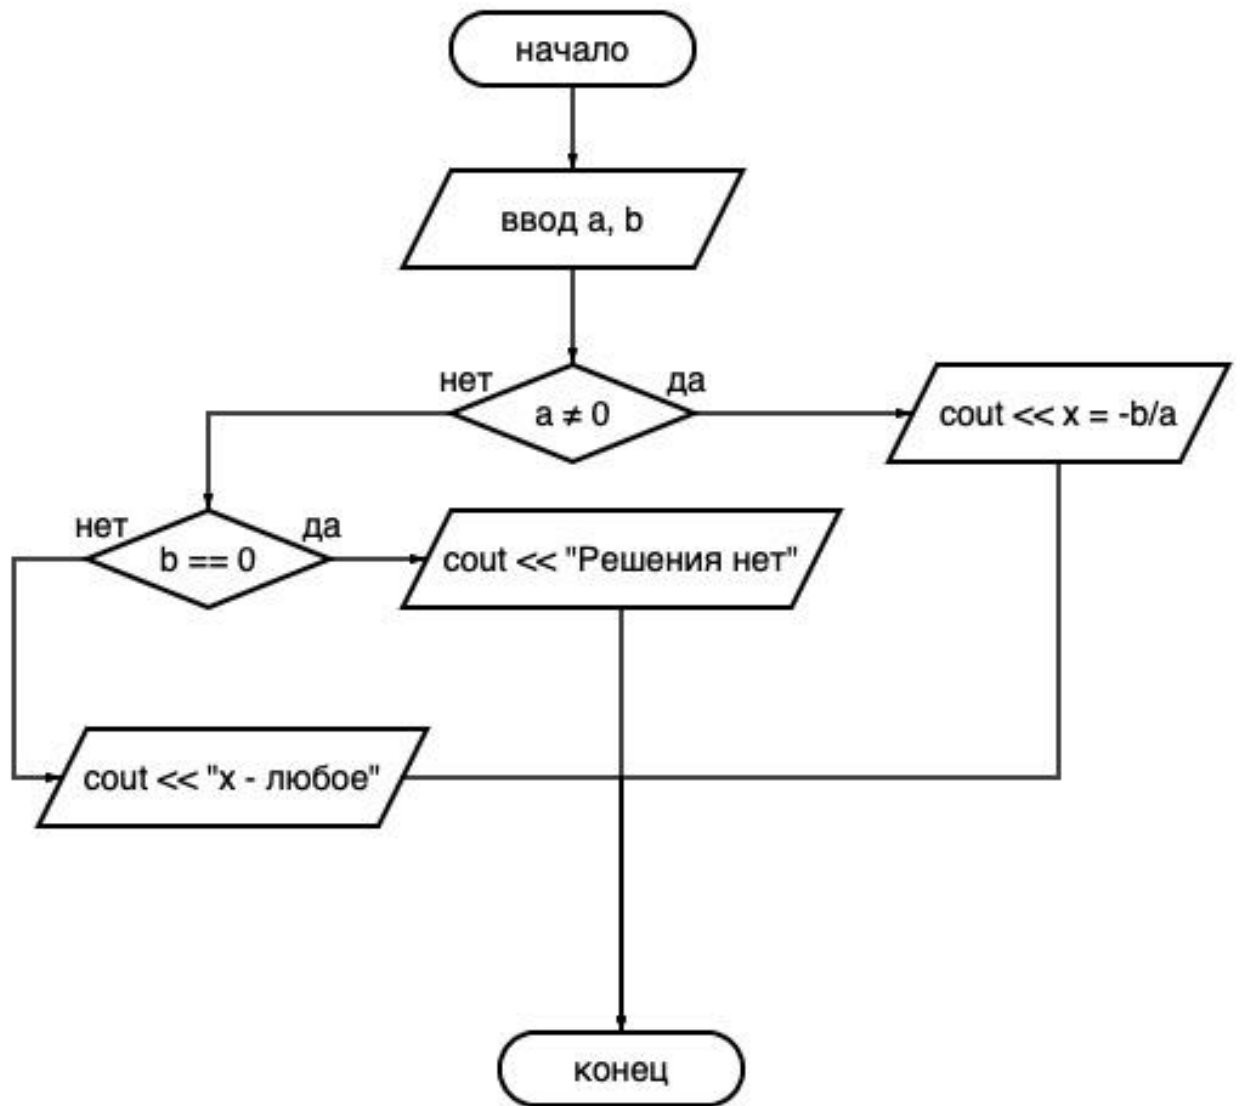 начало
ввод a, b
нет
да
a ≠ 0
cout << x = -b/a
нет
да
b == 0
cout << "Решения нет"
cout << "x - любое"
конец